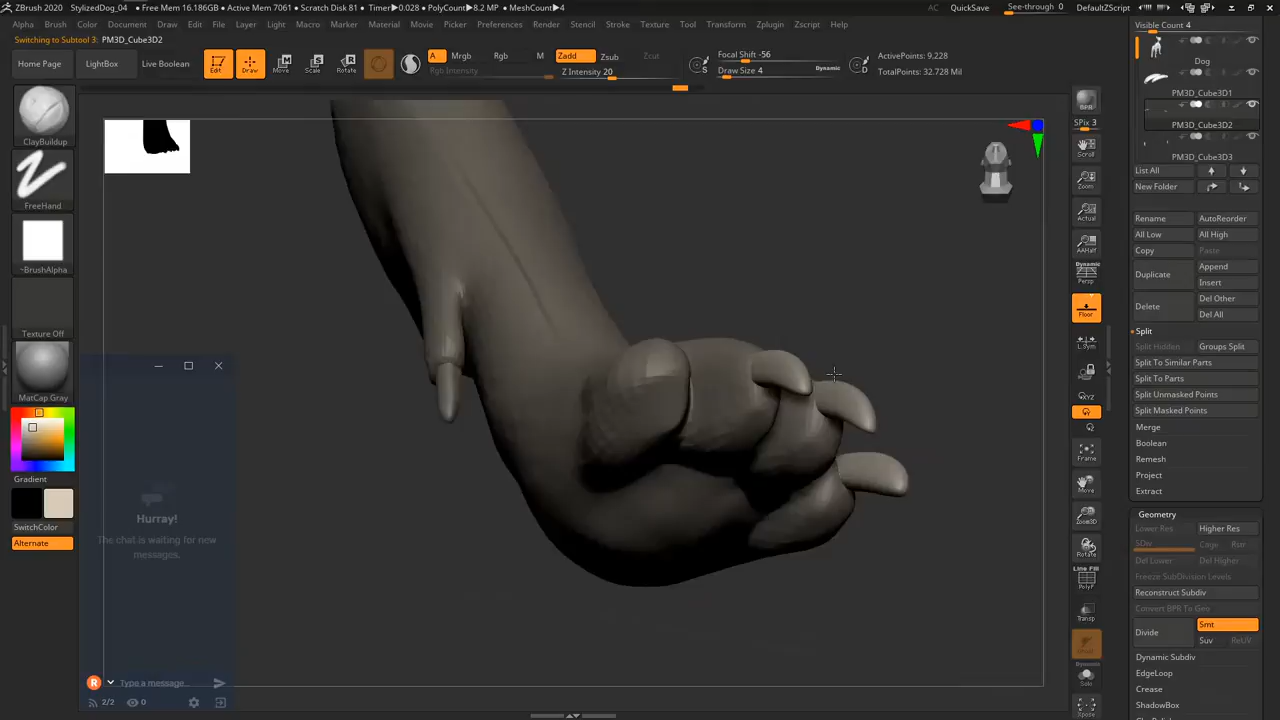 ZBrush 2020 StylizedDog_04 • Free Mem 16.186GB • Active Mem 7061 • Scratch Disk 81 • Timer▶0.028 • PolyCount▶8.2 MP • MeshCount▶4 AC QuickSave See-through 0 Menus DefaultZScript
Alpha Brush Color Document Draw Edit File Layer Light Macro Marker Material Movie Picker Preferences Render Stencil Stroke Texture Tool Transform Zplugin Zscript Help
Switching to Subtool 3: PM3D_Cube3D2
Home Page LightBox Live Boolean Edit Draw Move Scale Rotate
A Mrgb Rgb M Zadd Zsub Zcut
Rgb Intensity Z Intensity 20
Focal Shift -56
Draw Size 4 Dynamic
S D
ActivePoints: 9,228
TotalPoints: 32.728 Mil
ClayBuildup
FreeHand
~BrushAlpha
Texture Off
MatCap Gray
Gradient
SwitchColor
Alternate
Hurray!
The chat is waiting for new
messages.
R Type a message...
2/2 0
BPR
SPix 3
Scroll
Zoom
Actual
AAHalf
Dynamic
Persp
Floor
L.Sym
XYZ
Y
Z
Frame
Move
Zoom3D
Rotate
Line Fill
PolyF
Transp
Dynamic
Solo
Xpose
Visible Count 4
Dog
PM3D_Cube3D1
PM3D_Cube3D2
PM3D_Cube3D3
List All
New Folder
Rename AutoReorder
All Low All High
Copy Paste
Duplicate Append
Insert
Delete Del Other
Del All
Split
Split Hidden Groups Split
Split To Similar Parts
Split To Parts
Split Unmasked Points
Split Masked Points
Merge
Boolean
Remesh
Project
Extract
Geometry
Lower Res Higher Res
SDiv Cage Rstr
Del Lower Del Higher
Freeze SubDivision Levels
Reconstruct Subdiv
Convert BPR To Geo
Divide Smt
Suv ReUV
Dynamic Subdiv
EdgeLoop
Crease
ShadowBox